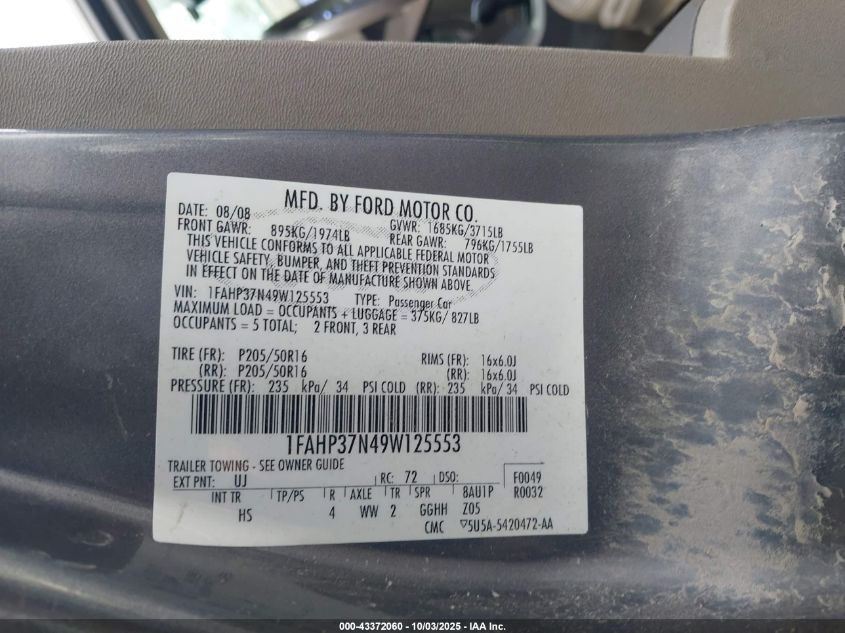 MFD. BY FORD MOTOR CO.
DATE: 08/08 GVWR: 1685KG/3715LB
FRONT GAWR: 895KG/1974LB REAR GAWR: 796KG/1755LB
THIS VEHICLE CONFORMS TO ALL APPLICABLE FEDERAL MOTOR
VEHICLE SAFETY, BUMPER, AND THEFT PREVENTION STANDARDS
IN EFFECT ON THE DATE OF MANUFACTURE SHOWN ABOVE.
VIN: 1FAHP37N49W125553 TYPE: Passenger Car
MAXIMUM LOAD = OCCUPANTS + LUGGAGE = 375KG/ 827LB
OCCUPANTS = 5 TOTAL; 2 FRONT, 3 REAR
TIRE (FR): P205/50R16 RIMS (FR): 16x6.0J
(RR): P205/50R16 (RR): 16x6.0J
PRESSURE (FR): 235 kPa/ 34 PSI COLD (RR): 235 kPa/ 34 PSI COLD
1FAHP37N49W125553
TRAILER TOWING - SEE OWNER GUIDE
EXT PNT: UJ RC: 72 DSO: F0049
INT TR TP/PS R AXLE TR SPR 8AU1P R0032
HS 4 WW 2 GGHH Z05
CMC ▽5U5A-5420472-AA
000-43372060 - 10/03/2025 - IAA Inc.